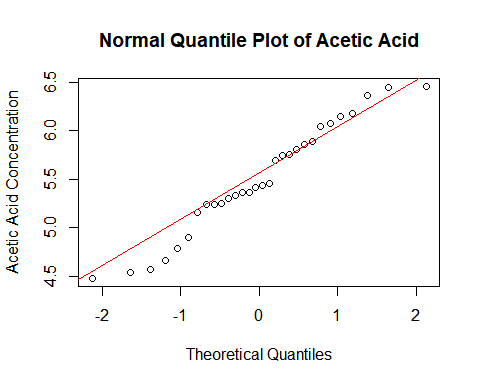 Normal Quantile Plot of Acetic Acid
Acetic Acid Concentration
6.5
6.0
5.5
5.0
4.5
-2 -1 0 1 2
Theoretical Quantiles